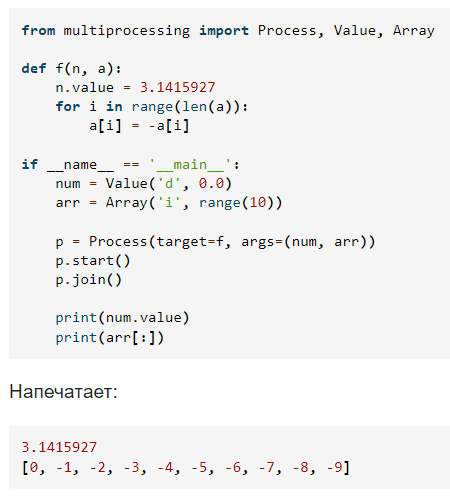 from multiprocessing import Process, Value, Array

def f(n, a):
    n.value = 3.1415927
    for i in range(len(a)):
        a[i] = -a[i]

if __name__ == '__main__':
    num = Value('d', 0.0)
    arr = Array('i', range(10))

    p = Process(target=f, args=(num, arr))
    p.start()
    p.join()

    print(num.value)
    print(arr[:])

Напечатает:

3.1415927
[0, -1, -2, -3, -4, -5, -6, -7, -8, -9]